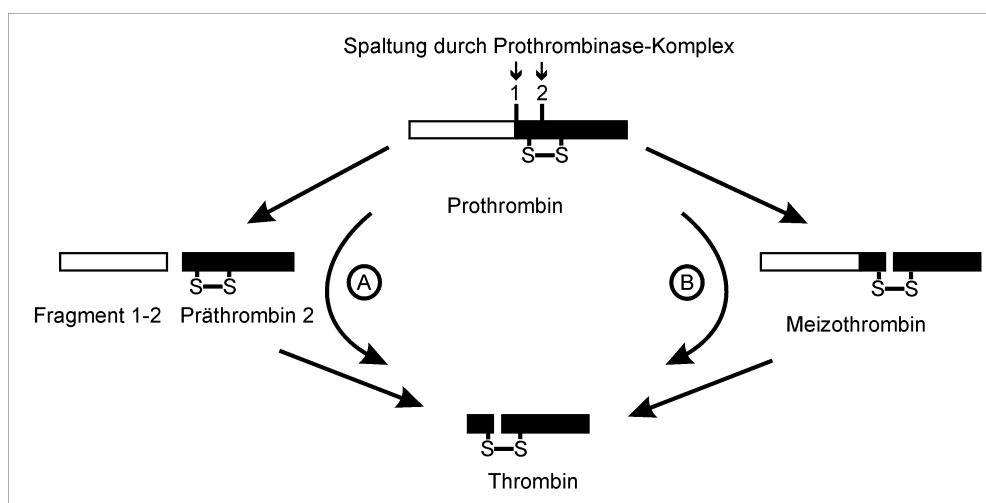 Spaltung durch Prothrombinase-Komplex
1 2
S S
Prothrombin
S S
A
B
S S
Fragment 1-2 Präthrombin 2
Meizothrombin
S S
Thrombin